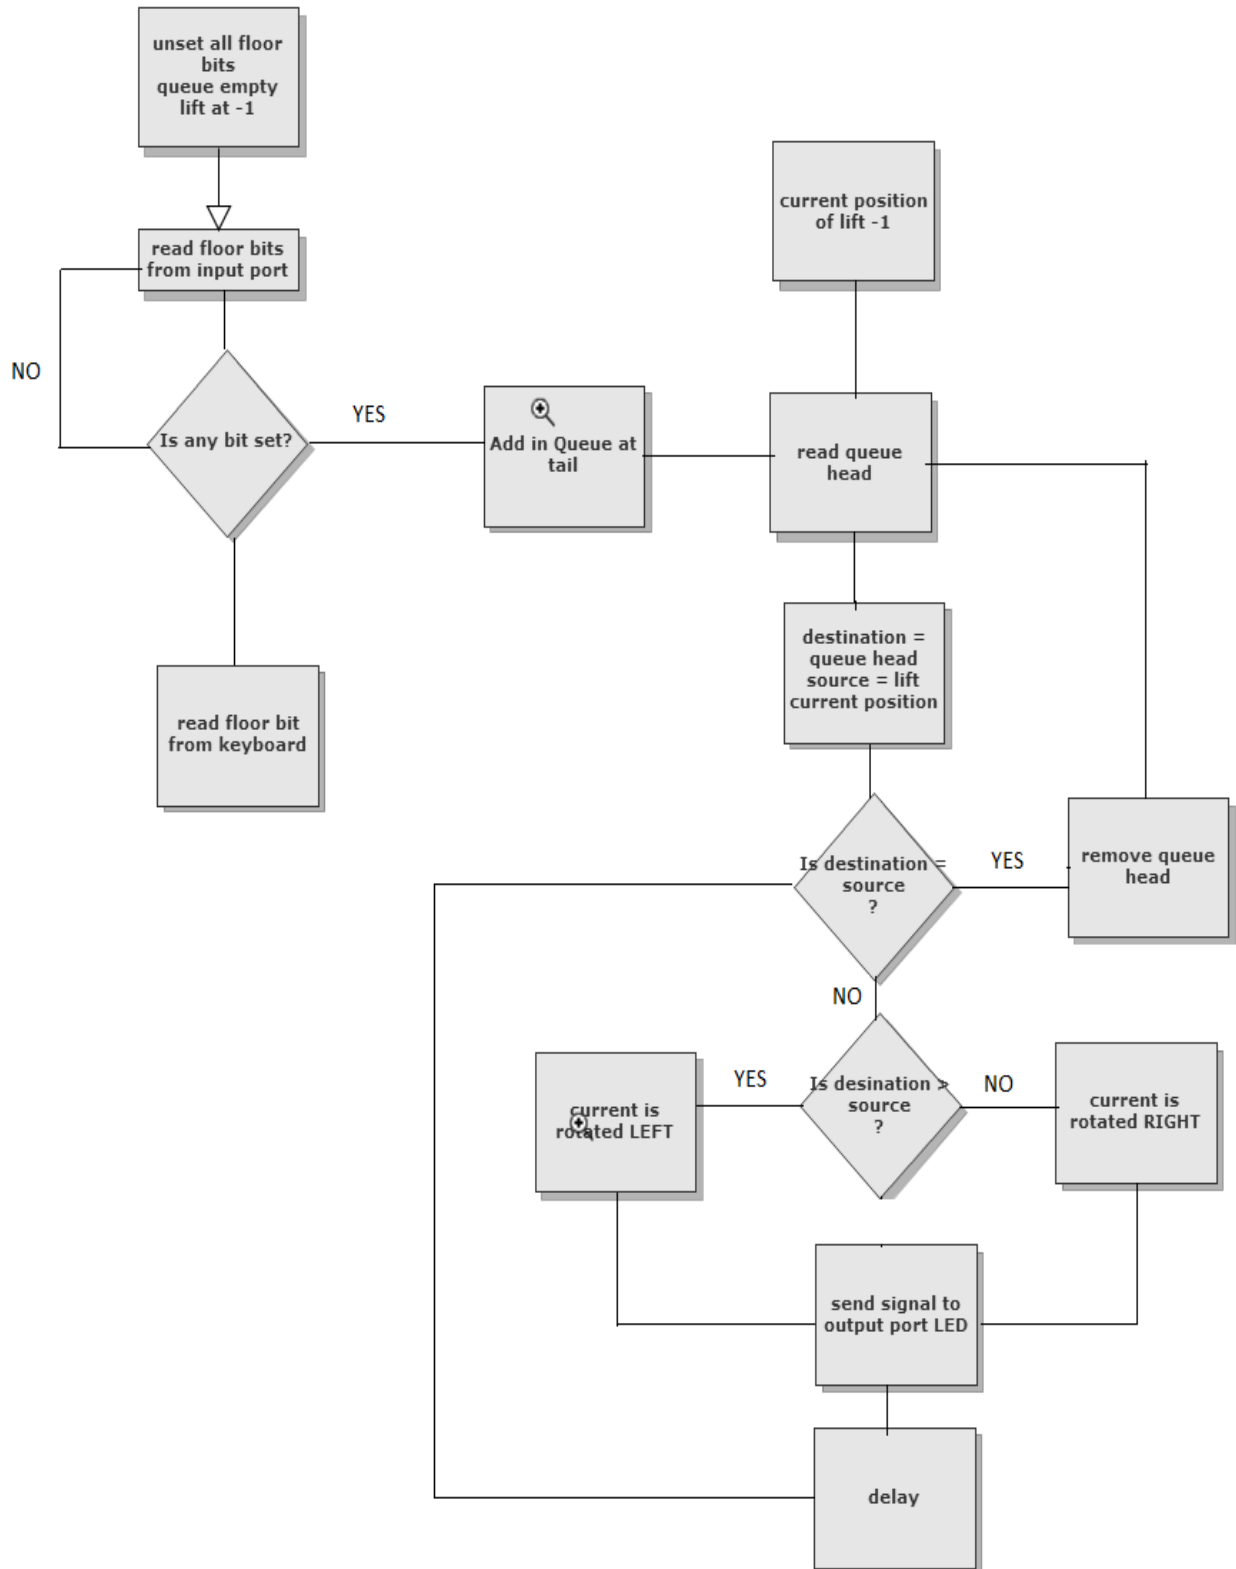 unset all floor
bits
queue empty
lift at -1
read floor bits
from input port
NO
Is any bit set?
YES
Add in Queue at
tail
read floor bit
from keyboard
current position
of lift -1
read queue
head
destination =
queue head
source = lift
current position
Is destination =
source
?
YES
remove queue
head
NO
Is desination >
source
?
YES
current is
rotated LEFT
NO
current is
rotated RIGHT
send signal to
output port LED
delay